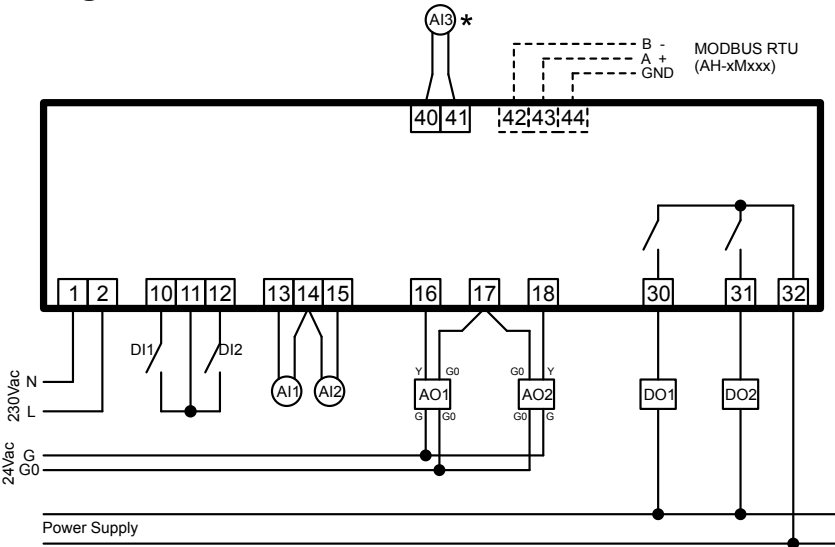 AI3 *
B -
A +
GND
MODBUS RTU
(AH-xMxxx)
40 41 42 43 44
1 2 10 11 12 13 14 15 16 17 18 30 31 32
DI1 DI2
230Vac
N
L
AI1 AI2
Y G0 G0 Y
AO1 AO2
G G0 G0 G
DO1 DO2
24Vac
G
G0
Power Supply